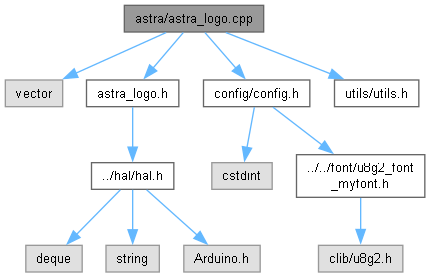 astra/astra_logo.cpp
vector
astra_logo.h
config/config.h
utils/utils.h
../hal/hal.h
cstdint
../../font/u8g2_font
_myfont.h
deque
string
Arduino.h
clib/u8g2.h